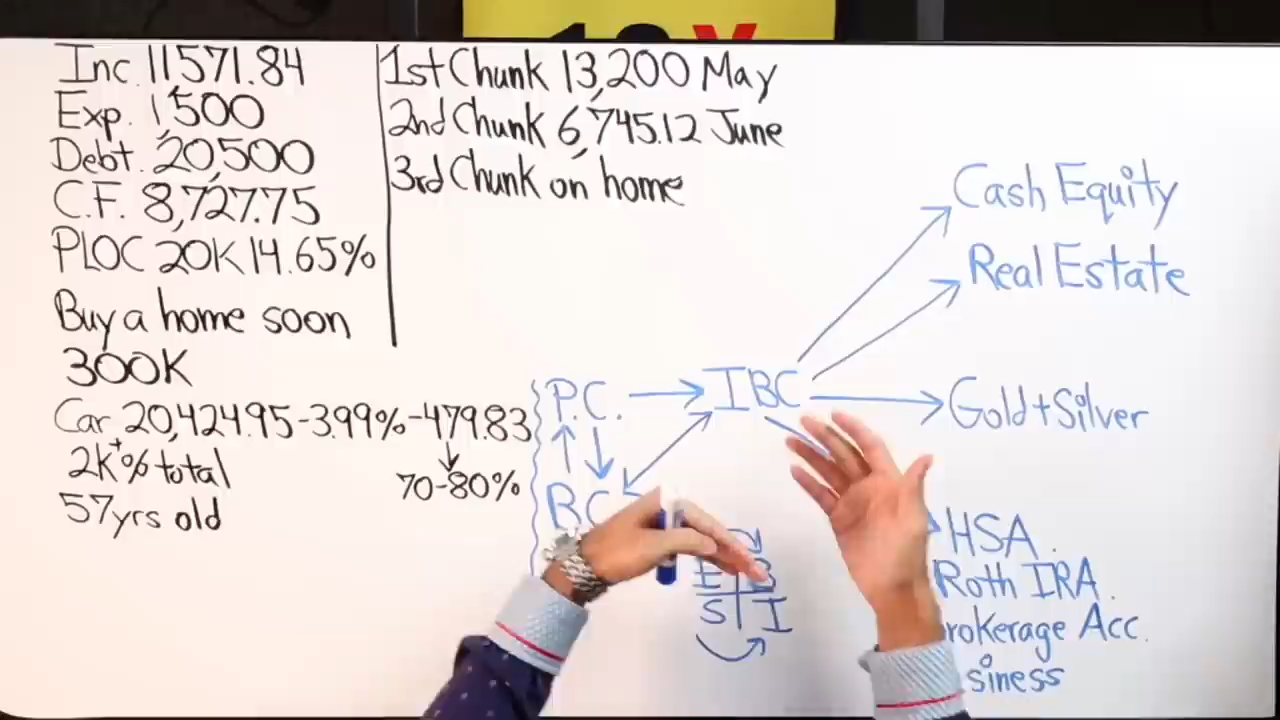 Inc 11571.84
Exp. 1,500
Debt. 20,500
C.F. 8,727.75
PLOC 20K 14.65%
Buy a home soon
300K
Car 20,424.95-3.99%-479.83
2K+% total
70-80%
57yrs old
1st Chunk 13,200 May
2nd Chunk 6,745.12 June
3rd Chunk on home
P.C.
IBC
Cash Equity
Real Estate
Gold+Silver
HSA.
Roth IRA.
rokerage Acc.
siness
E B
S I